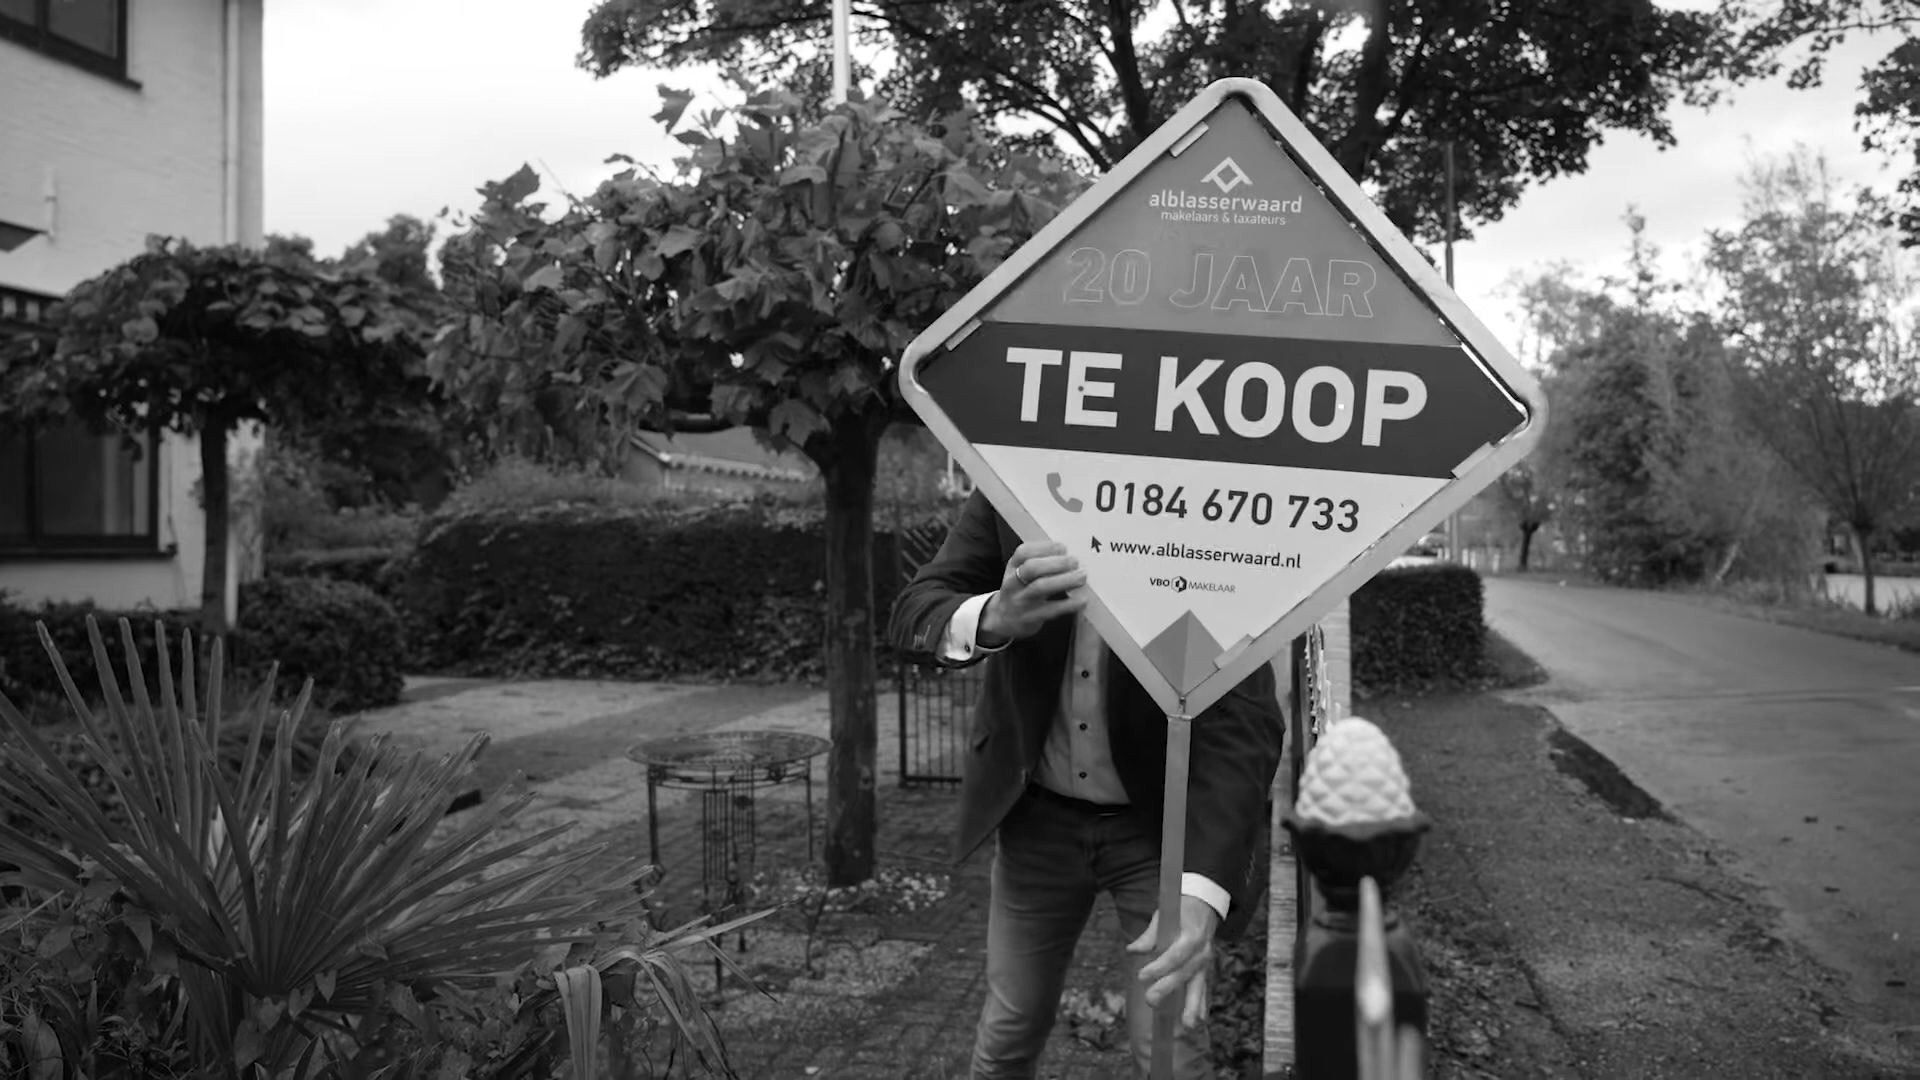 alblasserwaard
makelaars & taxateurs
20 JAAR
TE KOOP
0184 670 733
www.alblasserwaard.nl
VBO MAKELAAR